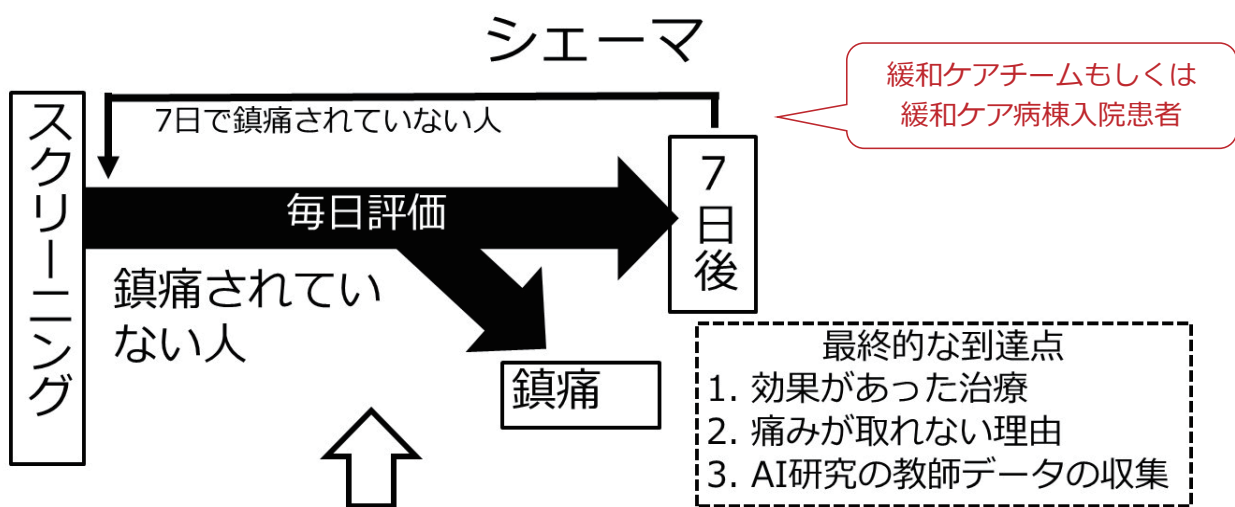 シェーマ
緩和ケアチームもしくは
緩和ケア病棟入院患者
スクリーニング
7日で鎮痛されていない人
毎日評価
7日後
鎮痛されてい
ない人
鎮痛
最終的な到達点
1. 効果があった治療
2. 痛みが取れない理由
3. AI研究の教師データの収集